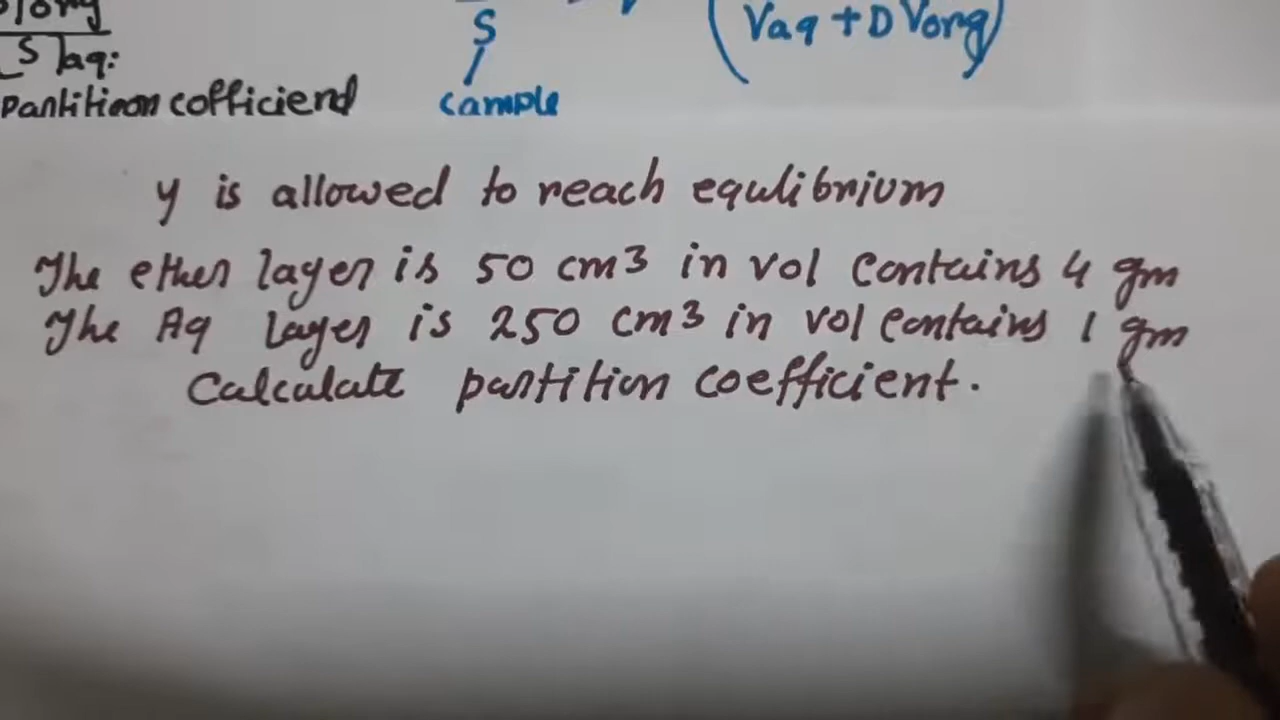 S (Vaq + D Vorg)
S aq:
Partition cofficiend cample
y is allowed to reach equlibrium
The ether layer is 50 cm3 in vol contains 4 gm
The Aq layer is 250 cm3 in vol contains 1 gm
Calculate partition coefficient.